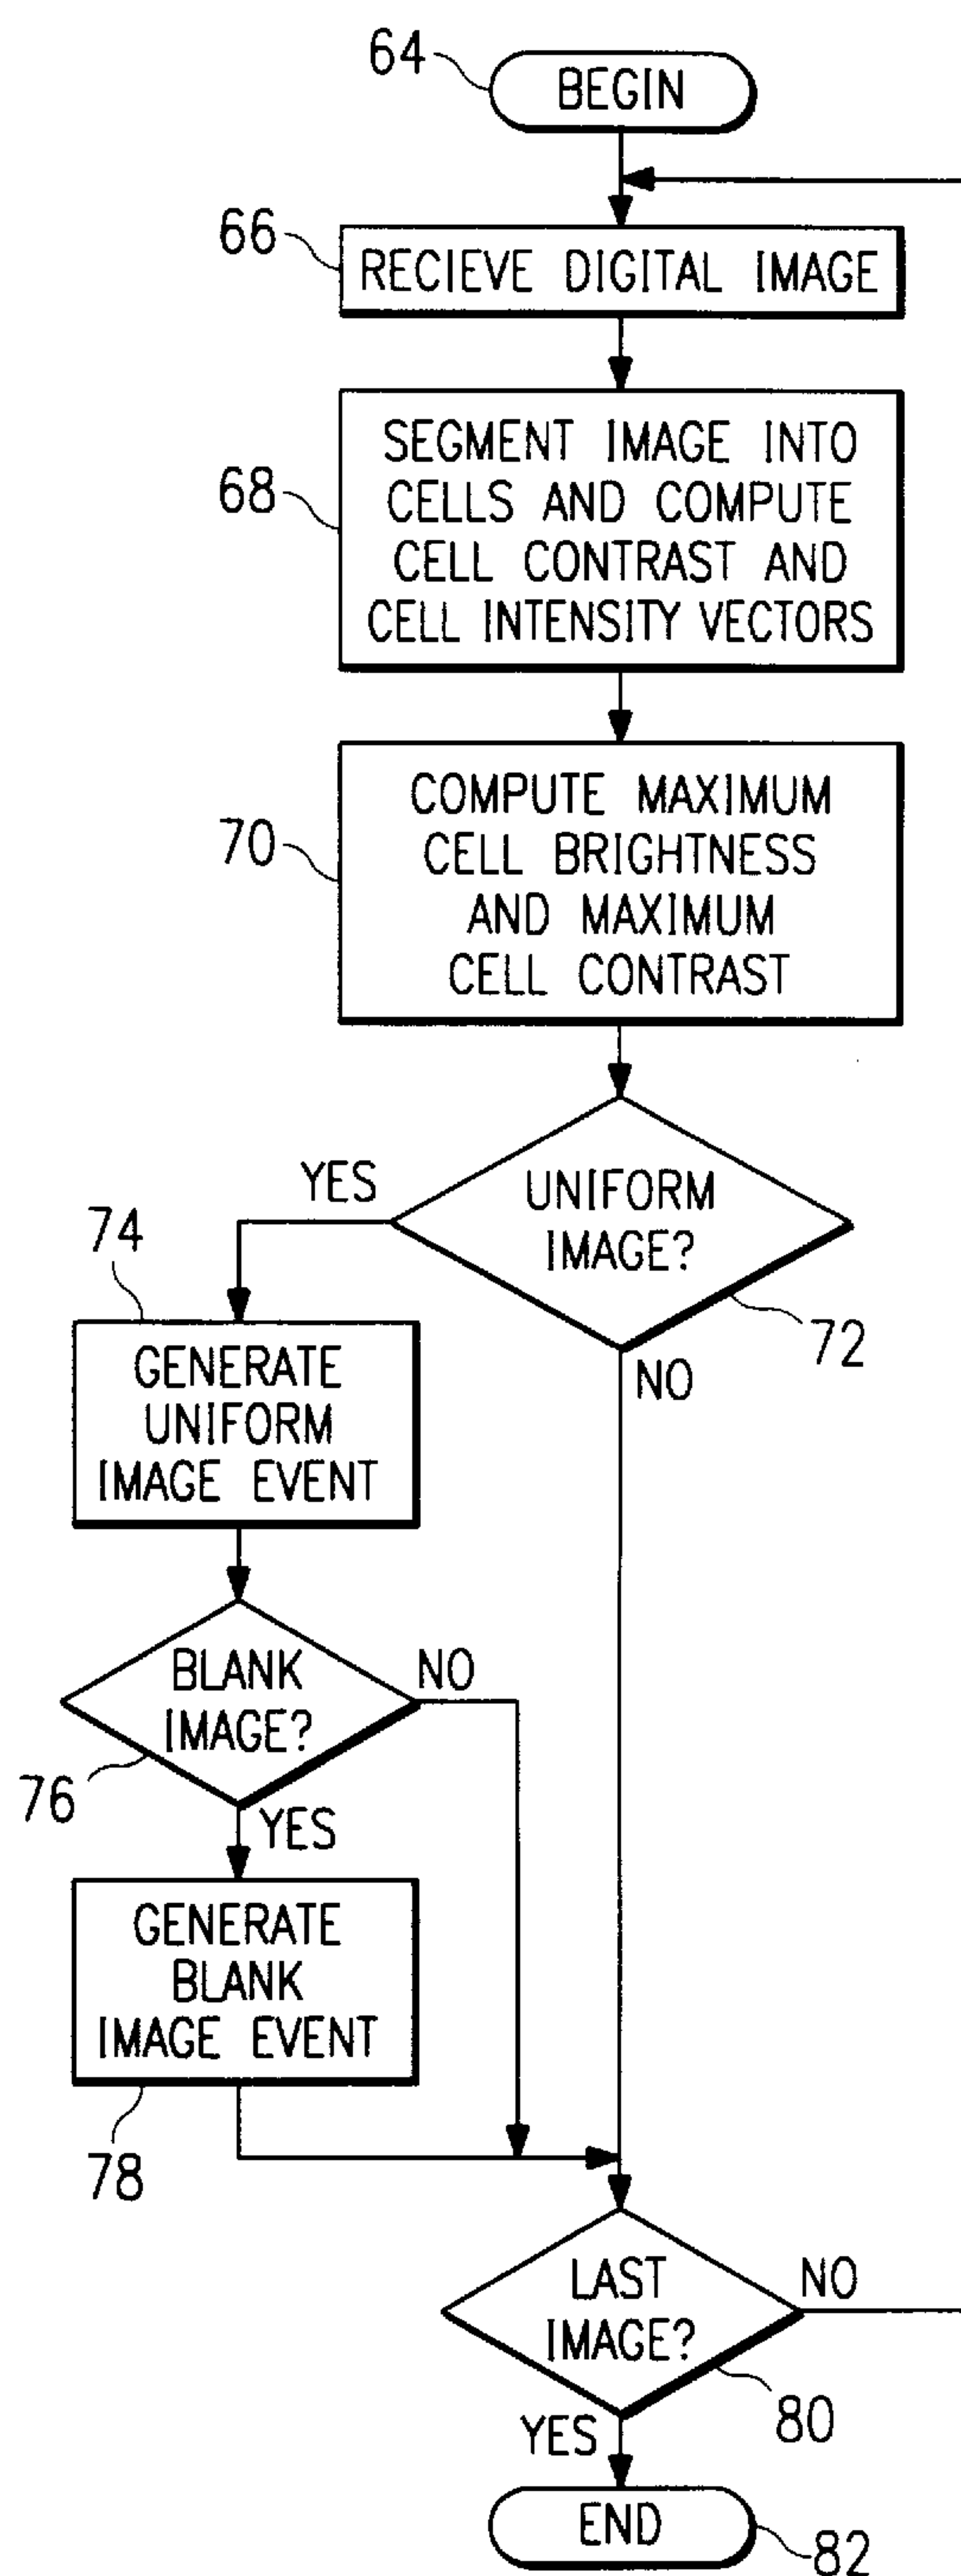 64
BEGIN
66
RECIEVE DIGITAL IMAGE
68
SEGMENT IMAGE INTO
CELLS AND COMPUTE
CELL CONTRAST AND
CELL INTENSITY VECTORS
70
COMPUTE MAXIMUM
CELL BRIGHTNESS
AND MAXIMUM
CELL CONTRAST
YES
UNIFORM
IMAGE?
72
NO
74
GENERATE
UNIFORM
IMAGE EVENT
BLANK
IMAGE?
NO
76
YES
GENERATE
BLANK
IMAGE EVENT
78
LAST
IMAGE?
NO
80
YES
END
82